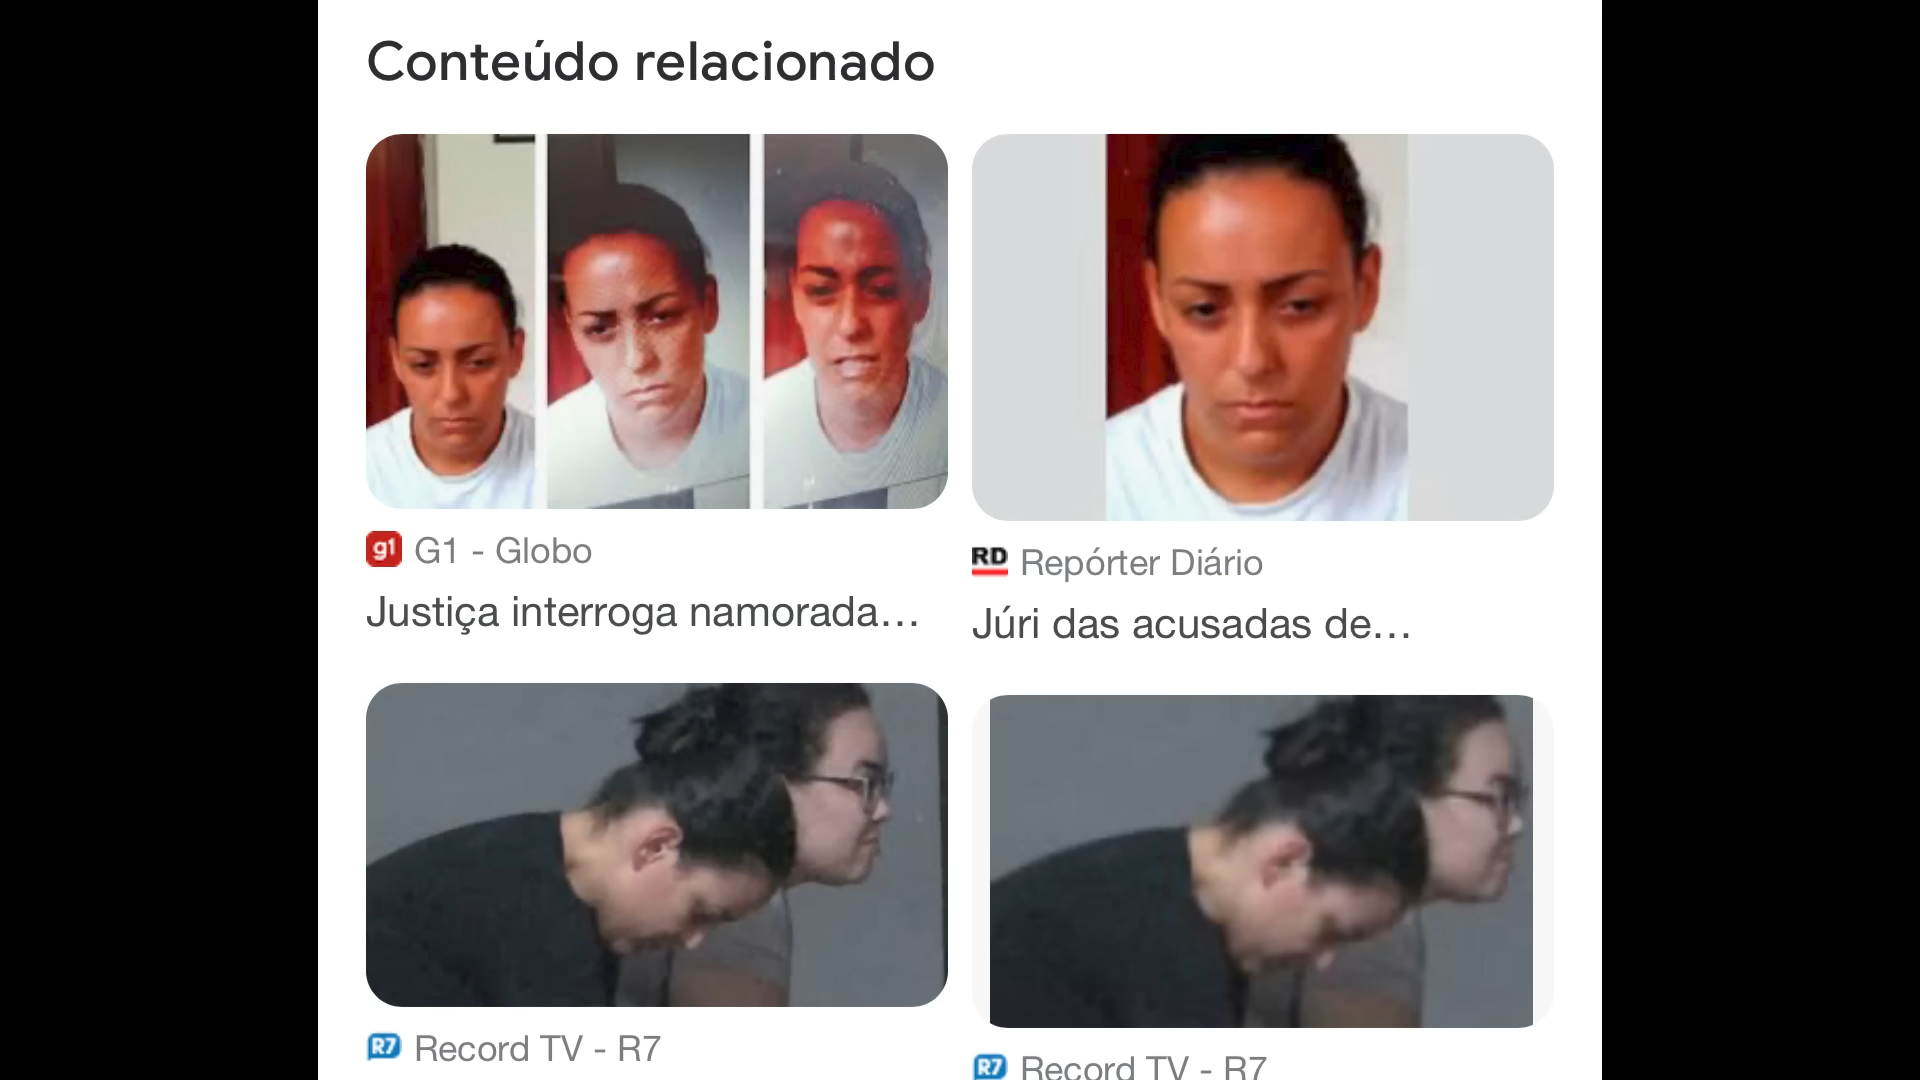 Conteúdo relacionado
g1 G1 - Globo
Justiça interroga namorada...
RD Repórter Diário
Júri das acusadas de...
R7 Record TV - R7
R7 Record TV - R7